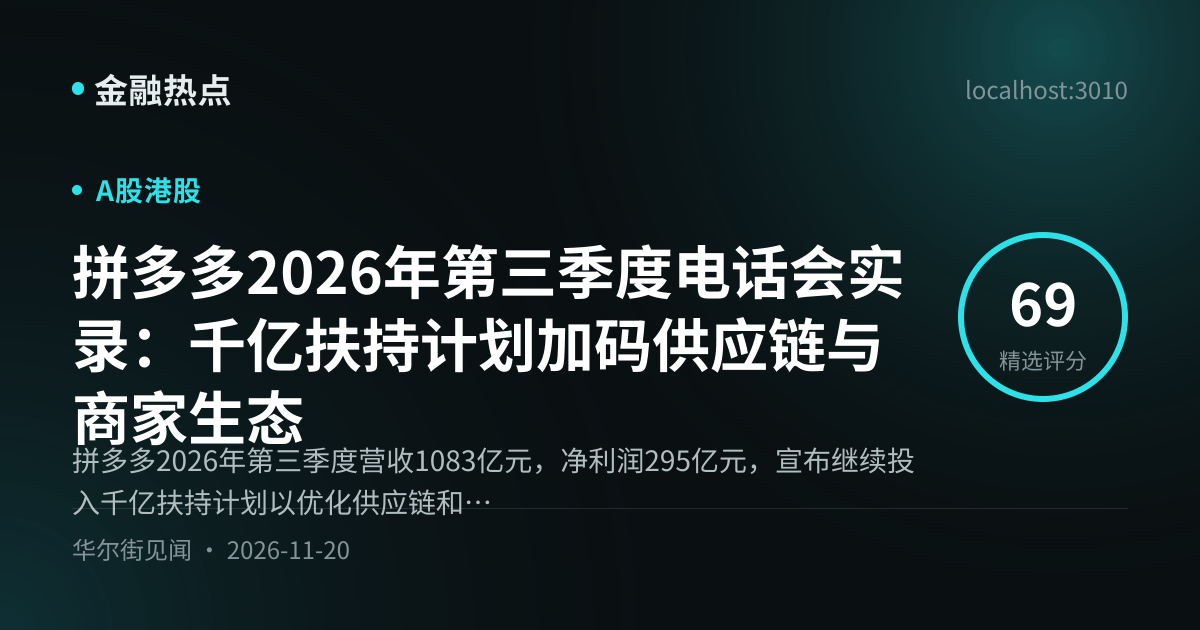 金融热点
localhost:3010
A股港股
拼多多2026年第三季度电话会实
录：千亿扶持计划加码供应链与
商家生态
69
精选评分
拼多多2026年第三季度营收1083亿元，净利润295亿元，宣布继续投
入千亿扶持计划以优化供应链和…
华尔街见闻 • 2026-11-20